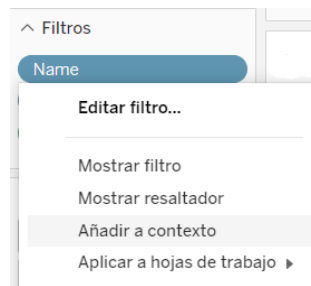 Filtros
Name
Editar filtro...
Mostrar filtro
Mostrar resaltador
Añadir a contexto
Aplicar a hojas de trabajo